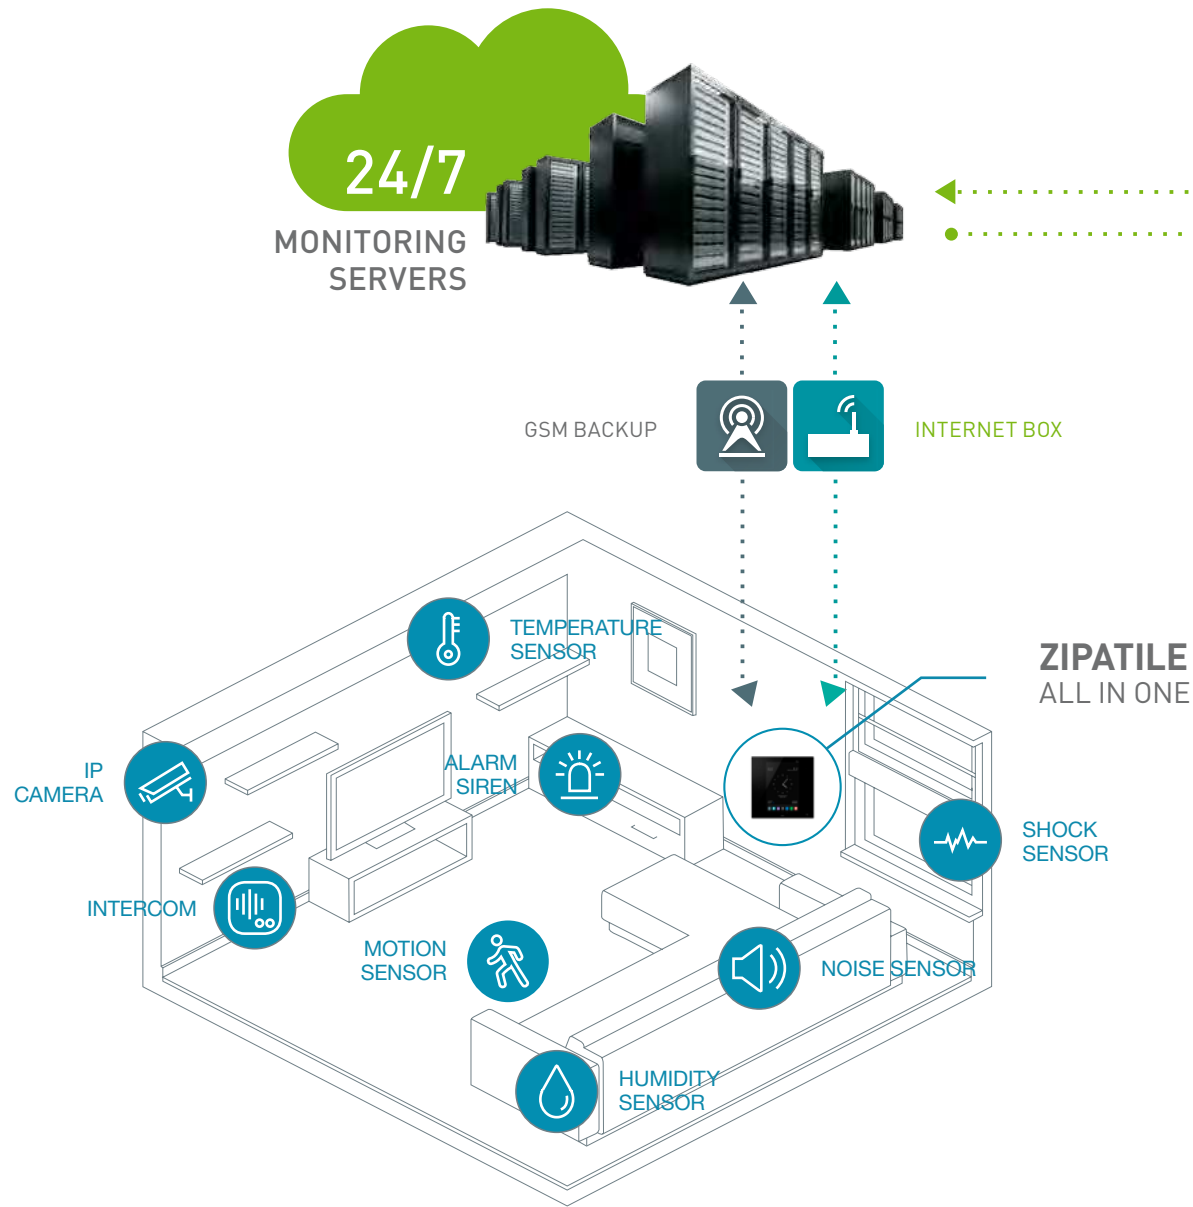 24/7
MONITORING
SERVERS
GSM BACKUP
INTERNET BOX
TEMPERATURE
SENSOR
ZIPATILE
ALL IN ONE
IP
CAMERA
ALARM
SIREN
SHOCK
SENSOR
INTERCOM
MOTION
SENSOR
NOISE SENSOR
HUMIDITY
SENSOR